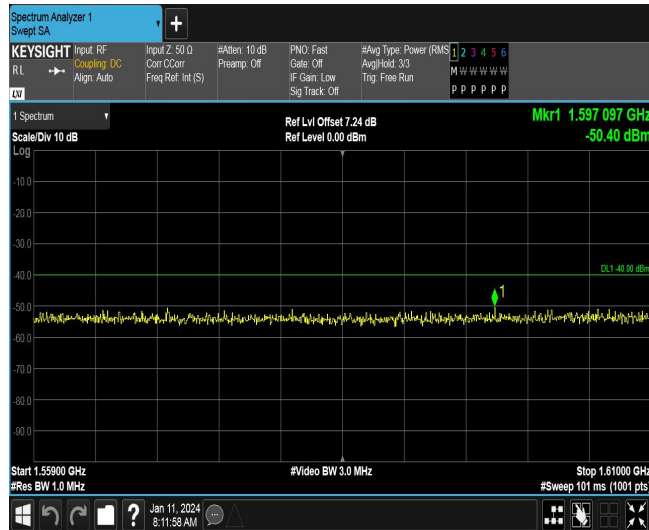 Spectrum Analyzer 1
Swept SA
+
KEYSIGHT
RL
LXI
Input: RF
Coupling: DC
Align: Auto
Input Z: 50 Ω
Corr CCorr
Freq Ref: Int (S)
#Atten: 10 dB
Preamp: Off
PNO: Fast
Gate: Off
IF Gain: Low
Sig Track: Off
#Avg Type: Power (RMS
Avg|Hold: 3/3
Trig: Free Run
1 2 3 4 5 6
M W W W W W
P P P P P P
1 Spectrum
Scale/Div 10 dB
Log
Ref Lvl Offset 7.24 dB
Ref Level 0.00 dBm
Mkr1 1.597 097 GHz
-50.40 dBm
-10.0
-20.0
-30.0
-40.0
-50.0
-60.0
-70.0
-80.0
-90.0
DL1 -40.00 dBm
1
Start 1.55900 GHz
#Res BW 1.0 MHz
#Video BW 3.0 MHz
Stop 1.61000 GHz
#Sweep 101 ms (1001 pts)
?
Jan 11, 2024
8:11:58 AM